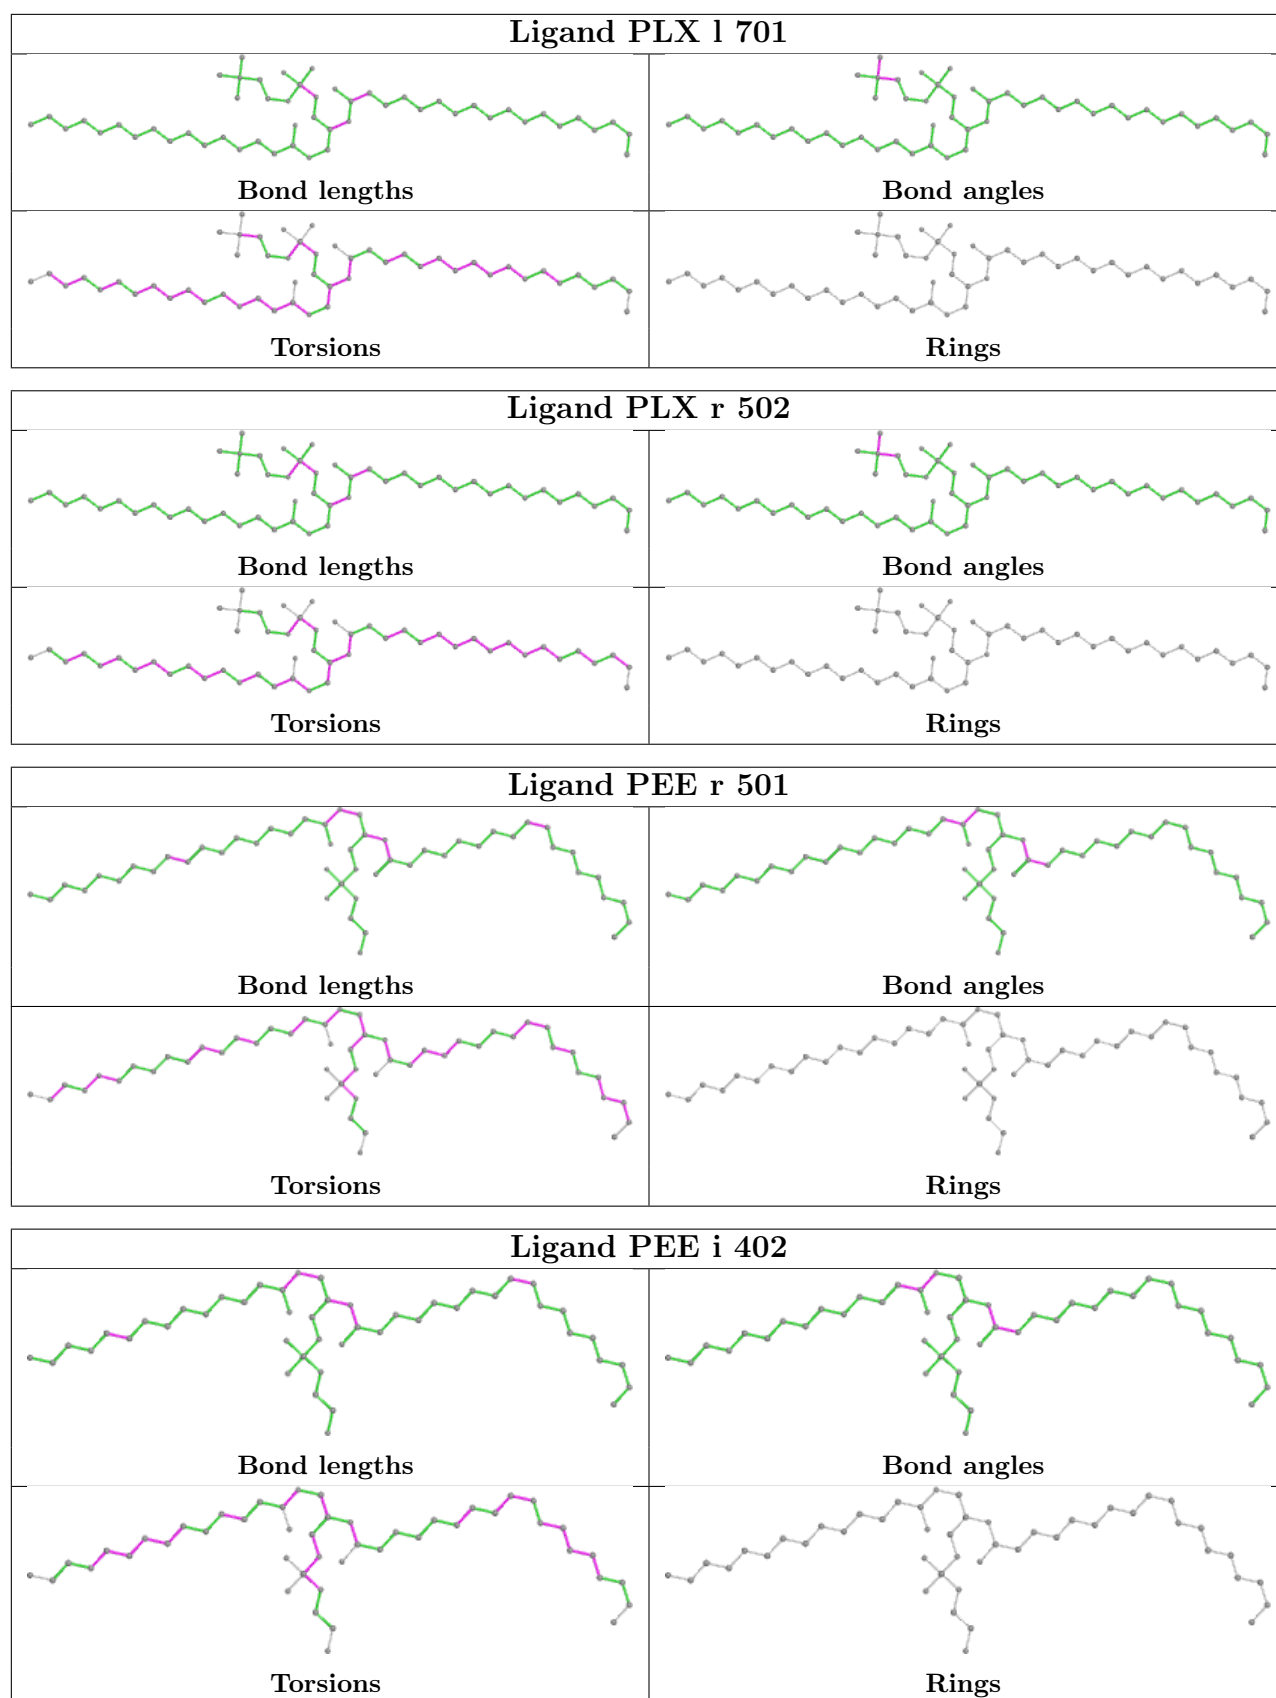 Ligand PLX l 701
Bond lengths
Bond angles
Torsions
Rings
Ligand PLX r 502
Bond lengths
Bond angles
Torsions
Rings
Ligand PEE r 501
Bond lengths
Bond angles
Torsions
Rings
Ligand PEE i 402
Bond lengths
Bond angles
Torsions
Rings